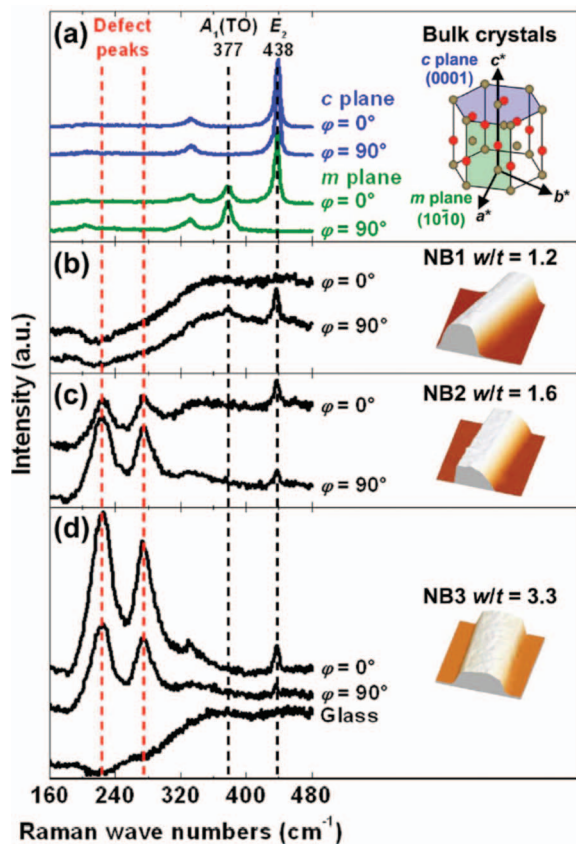 (a)
Defect
peaks
A₁(TO)
377
E₂
438
Bulk crystals
c plane
(0001)
c*
c plane
φ = 0°
φ = 90°
m plane
φ = 0°
φ = 90°
m plane
(101̄0)
a*
b*
(b)
φ = 0°
φ = 90°
NB1 w/t = 1.2
(c)
φ = 0°
φ = 90°
NB2 w/t = 1.6
(d)
φ = 0°
φ = 90°
Glass
NB3 w/t = 3.3
Intensity (a.u.)
160 240 320 400 480
Raman wave numbers (cm⁻¹)